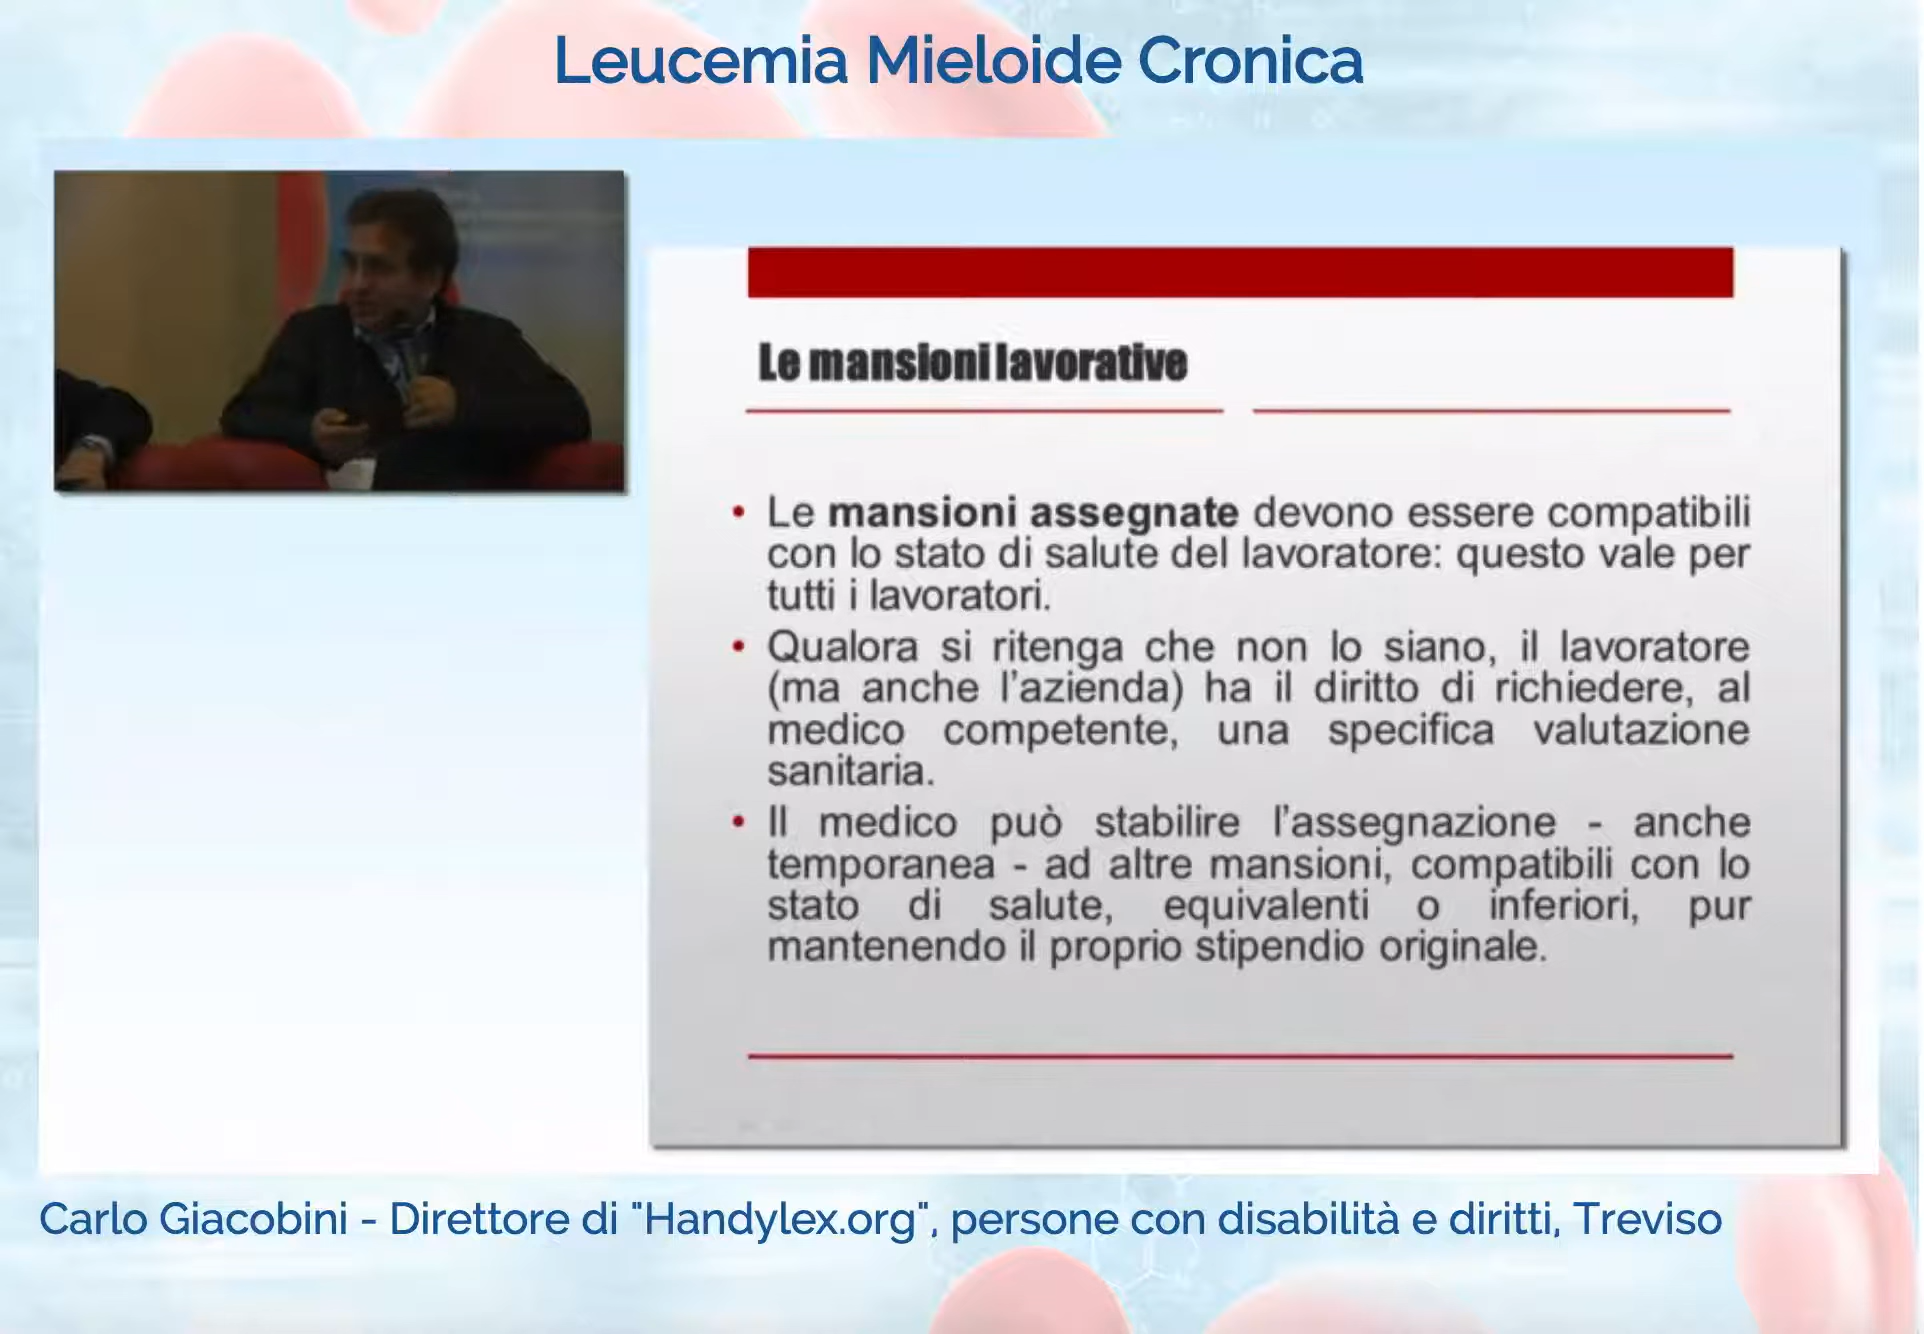 Leucemia Mieloide Cronica
Le mansioni lavorative
• Le mansioni assegnate devono essere compatibili
con lo stato di salute del lavoratore: questo vale per
tutti i lavoratori.
• Qualora si ritenga che non lo siano, il lavoratore
(ma anche l'azienda) ha il diritto di richiedere, al
medico competente, una specifica valutazione
sanitaria.
• Il medico può stabilire l'assegnazione - anche
temporanea - ad altre mansioni, compatibili con lo
stato di salute, equivalenti o inferiori, pur
mantenendo il proprio stipendio originale.
Carlo Giacobini - Direttore di "Handylex.org", persone con disabilità e diritti, Treviso